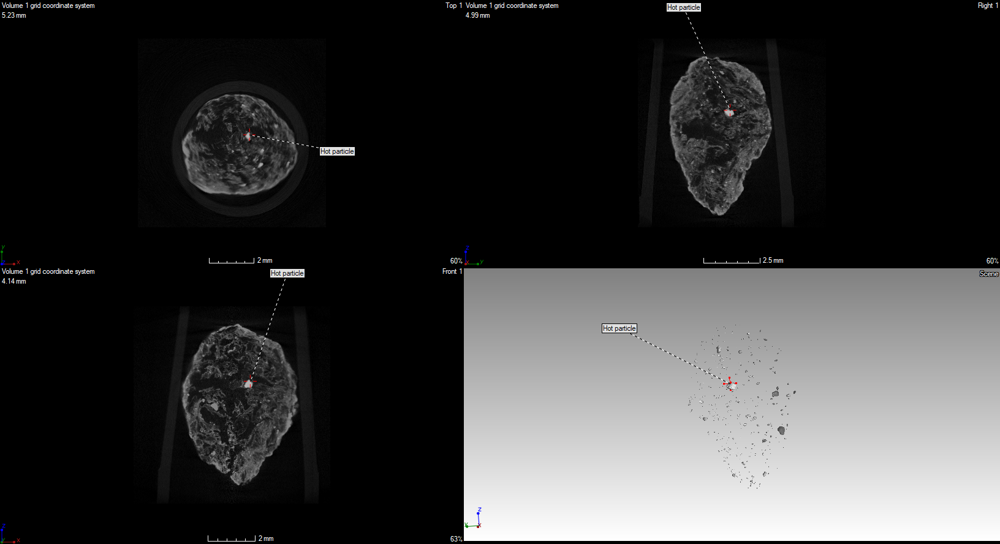 Volume 1 grid coordinate system
Top 1
5.23 mm
Hot particle
y
x
2 mm
60%
Volume 1 grid coordinate system
Right 1
4.99 mm
Hot particle
z
x
y
2.5 mm
60%
Volume 1 grid coordinate system
Front 1
4.14 mm
Hot particle
z
y
x
2 mm
63%
Scene
Hot particle
z
y
x